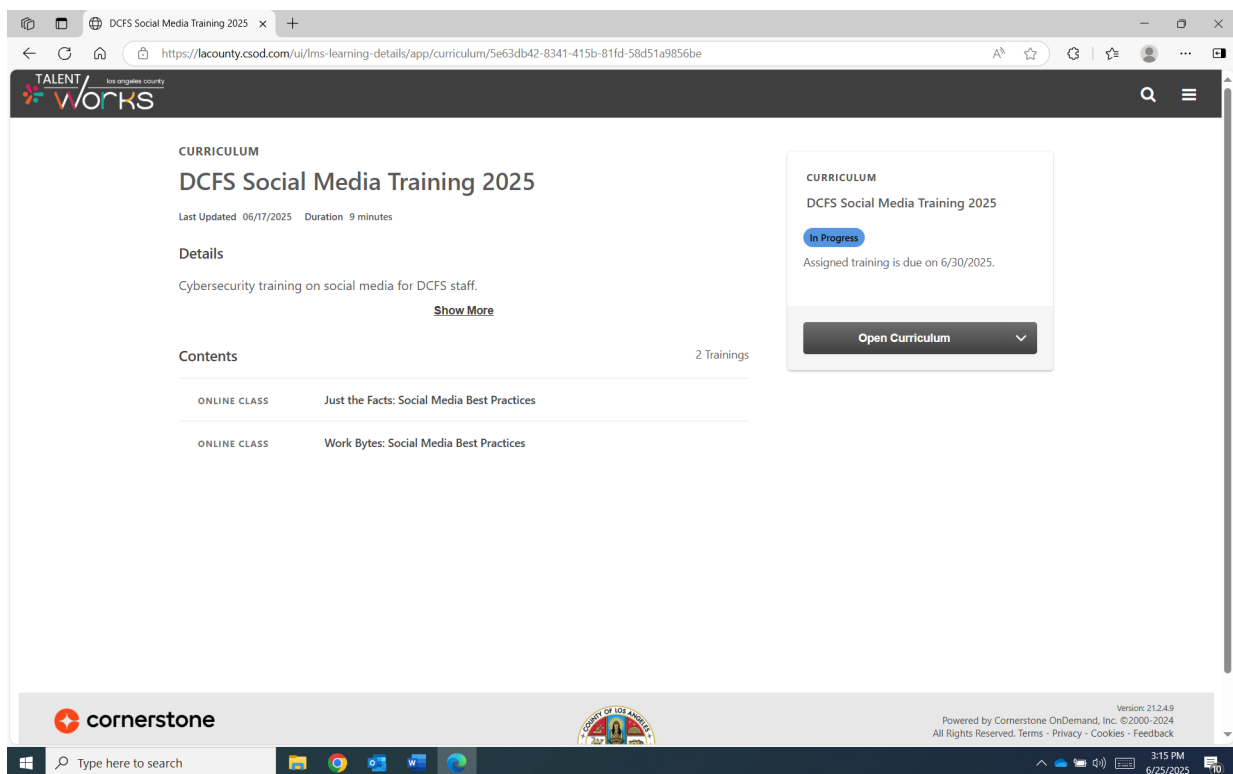 DCFS Social Media Training 2025
https://lacounty.csod.com/ui/lms-learning-details/app/curriculum/5e63db42-8341-415b-81fd-58d51a9856be
TALENT los angeles county
Works
CURRICULUM
DCFS Social Media Training 2025
Last Updated 06/17/2025 Duration 9 minutes
Details
Cybersecurity training on social media for DCFS staff.
Show More
Contents 2 Trainings
ONLINE CLASS Just the Facts: Social Media Best Practices
ONLINE CLASS Work Bytes: Social Media Best Practices
CURRICULUM
DCFS Social Media Training 2025
In Progress
Assigned training is due on 6/30/2025.
Open Curriculum
cornerstone
COUNTY OF LOS ANGELES
Version: 21.2.4.9
Powered by Cornerstone OnDemand, Inc. ©2000-2024
All Rights Reserved. Terms - Privacy - Cookies - Feedback
Type here to search
W
3:15 PM
6/25/2025
10